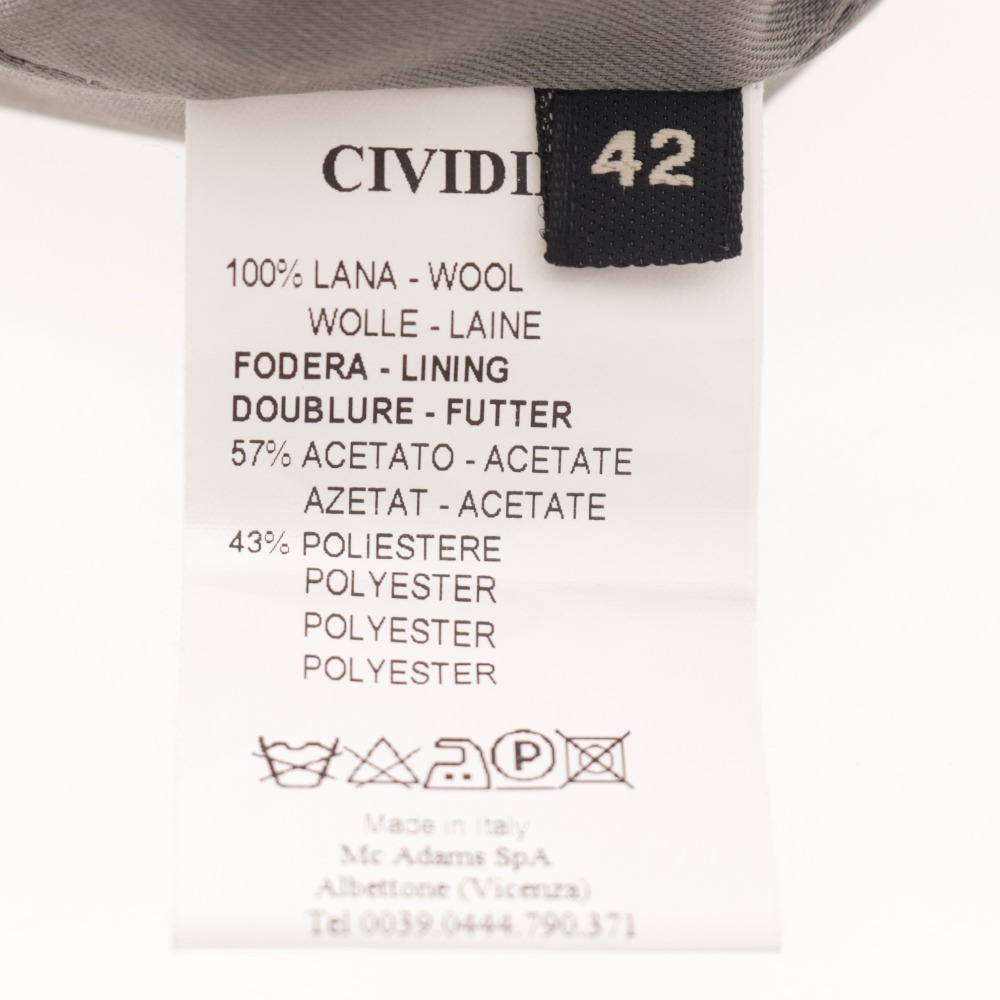 42
100% LANA - WOOL
WOLLE - LAINE
FODERA - LINING
DOUBLURE - FUTTER
57% ACETATO - ACETATE
AZETAT - ACETATE
43% POLIESTERE
POLYESTER
POLYESTER
POLYESTER
P
Made in Italy
Mc Adams SpA
Albettone (Vicenza)
Tel 0039.0444.790.371